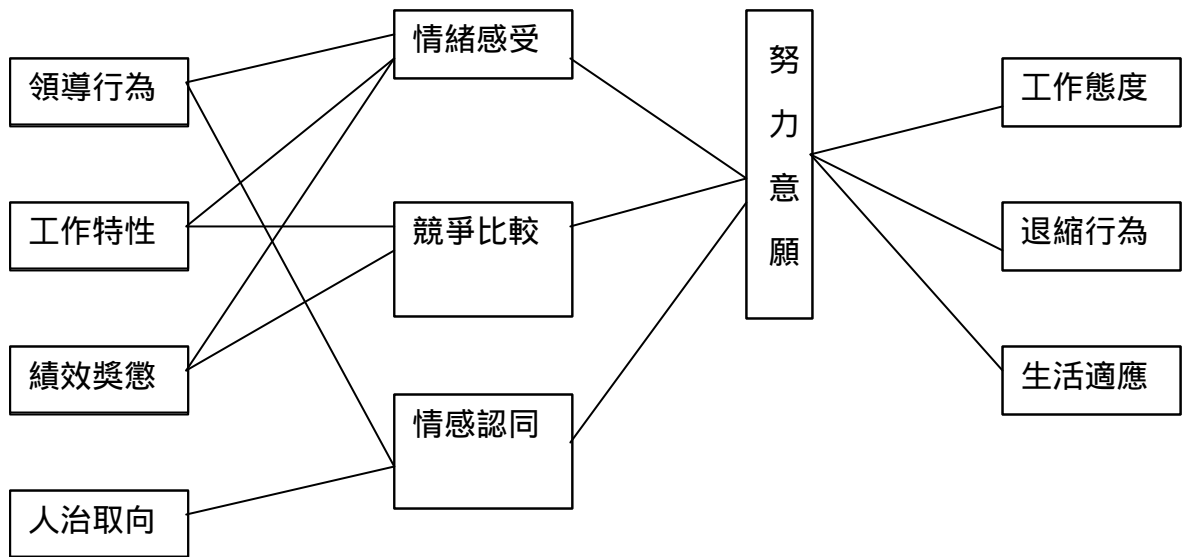 領導行為
工作特性
績效獎懲
人治取向
情緒感受
競爭比較
情感認同
努力意願
工作態度
退縮行為
生活適應